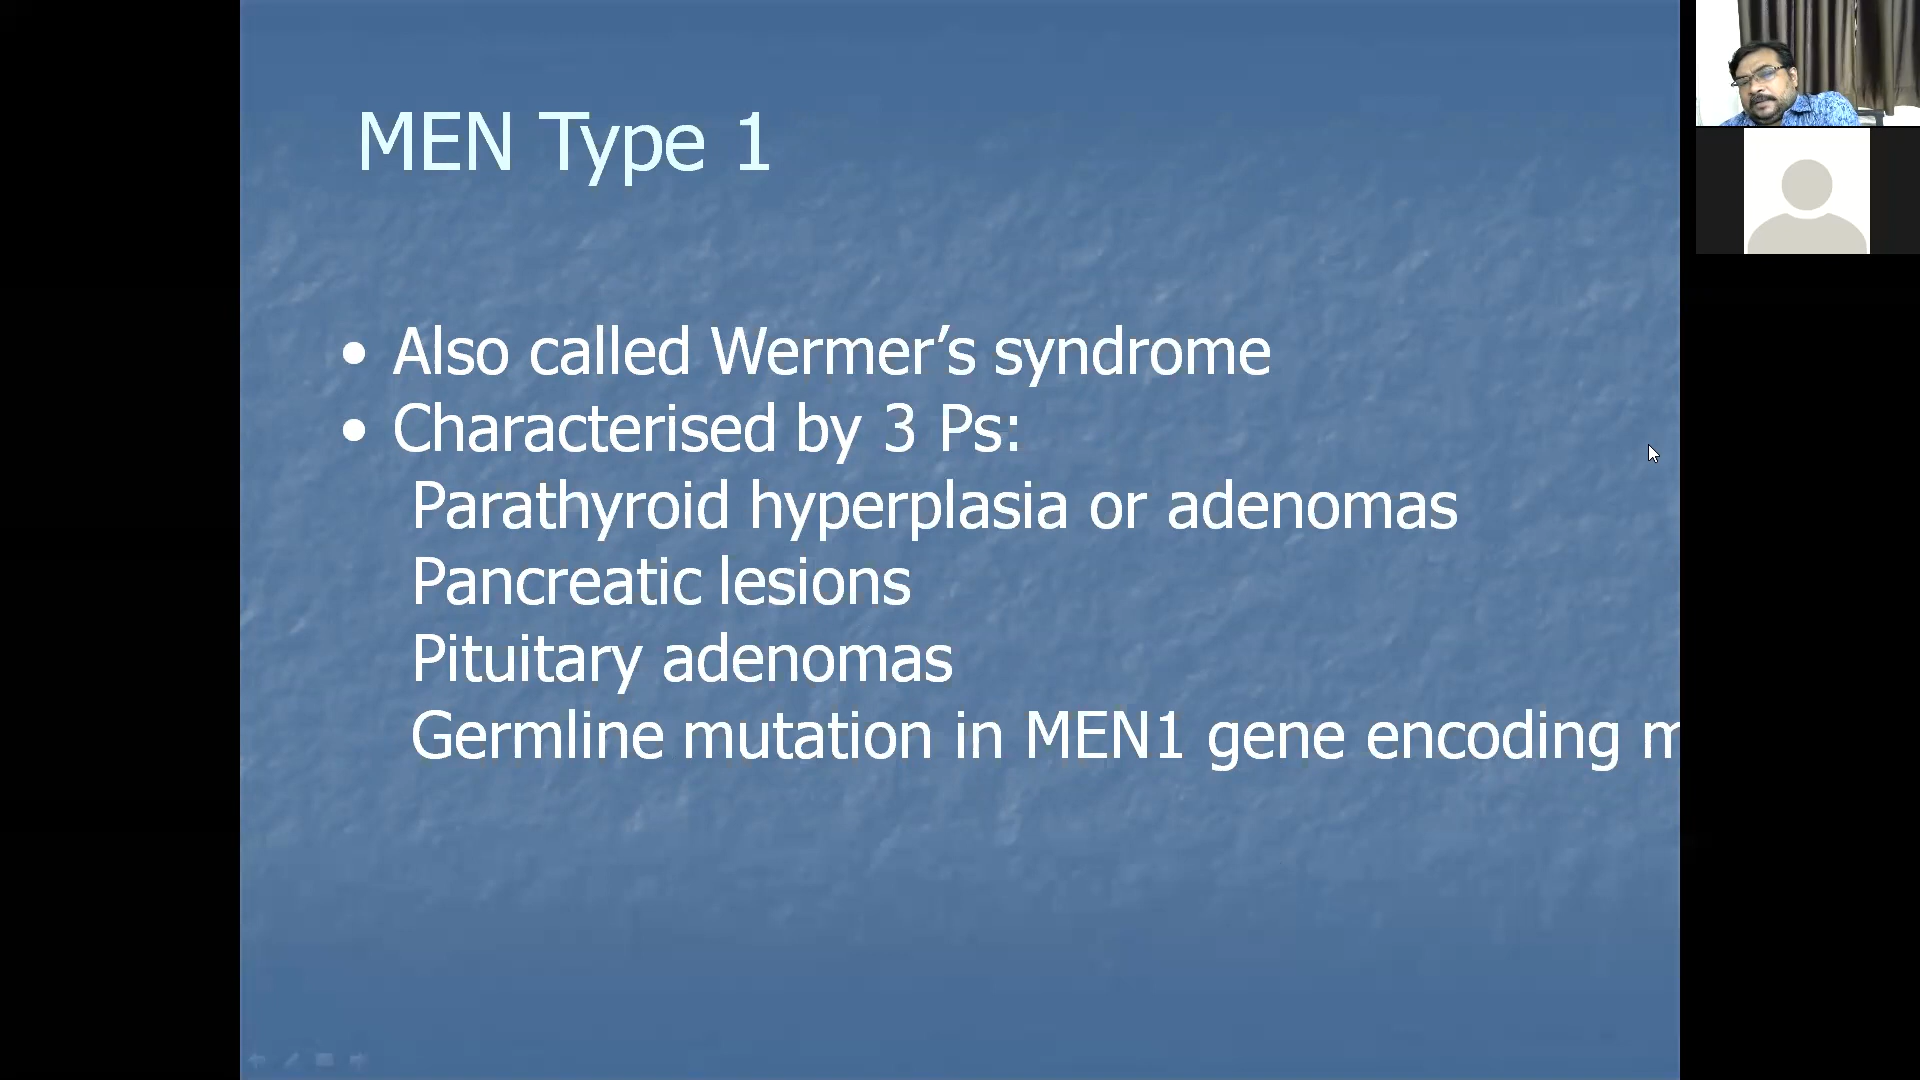 MEN Type 1
• Also called Wermer’s syndrome
• Characterised by 3 Ps:
Parathyroid hyperplasia or adenomas
Pancreatic lesions
Pituitary adenomas
Germline mutation in MEN1 gene encoding